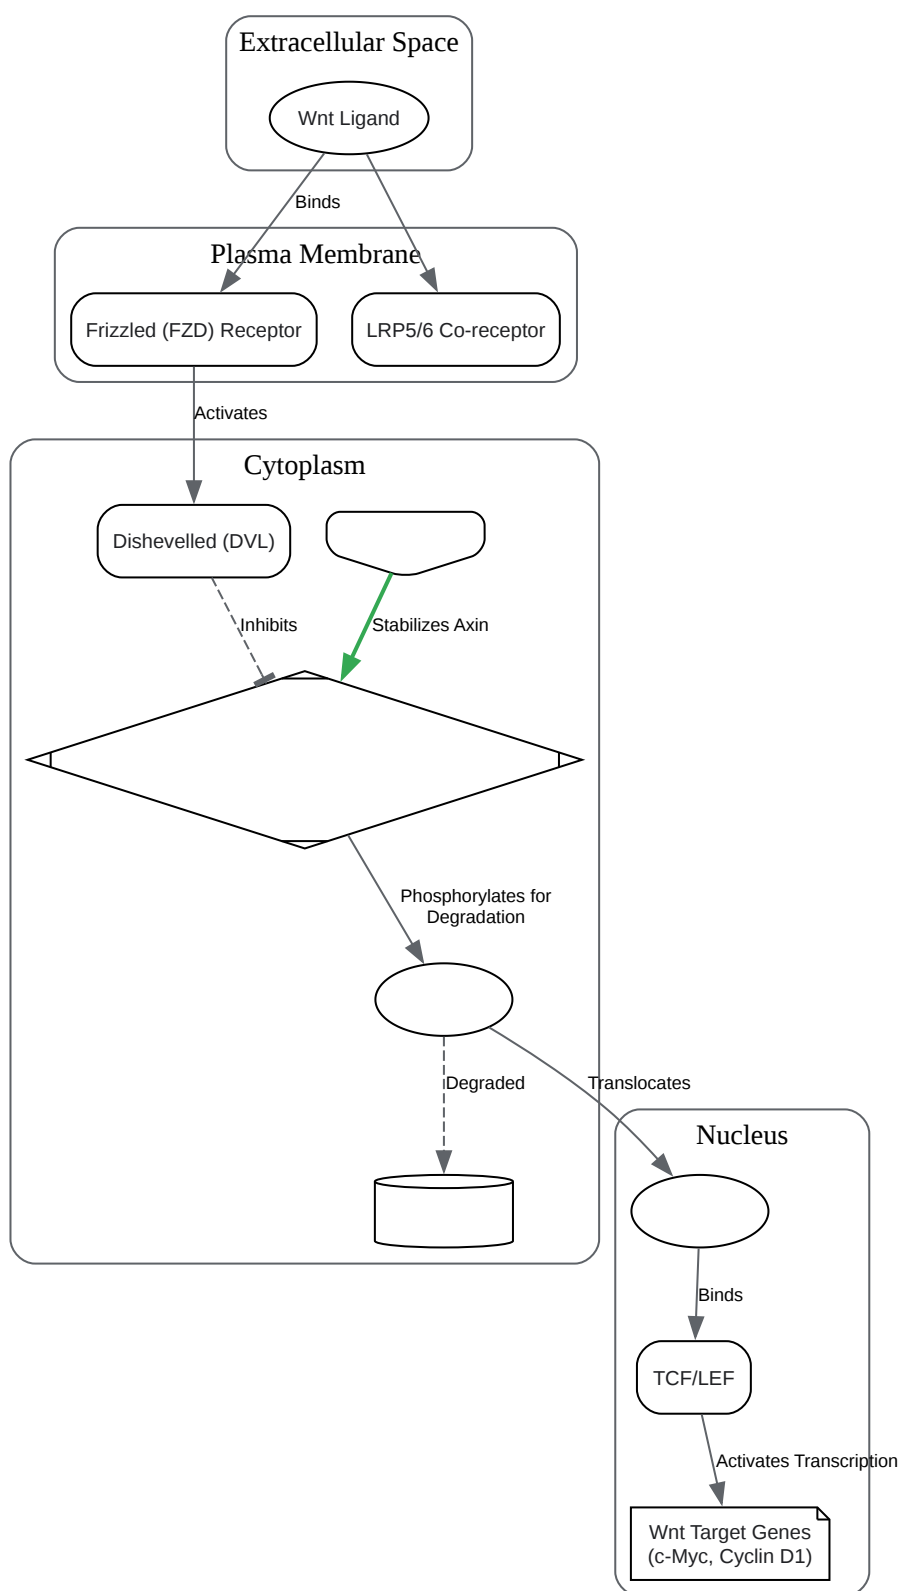 Extracellular Space
Wnt Ligand
Binds
Plasma Membrane
Frizzled (FZD) Receptor
LRP5/6 Co-receptor
Activates
Cytoplasm
Dishevelled (DVL)
Inhibits
Stabilizes Axin
Phosphorylates for
Degradation
Degraded
Translocates
Nucleus
Binds
TCF/LEF
Activates Transcription
Wnt Target Genes
(c-Myc, Cyclin D1)